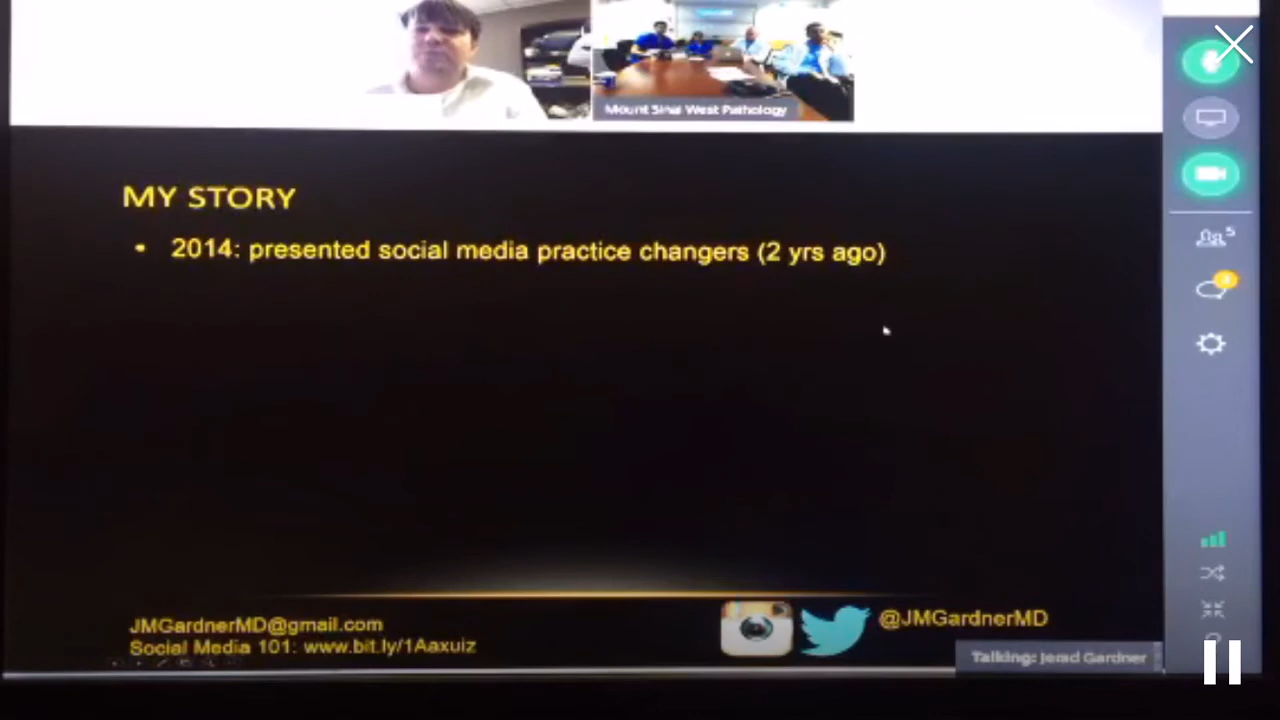 Mount Sinai West Pathology
MY STORY
• 2014: presented social media practice changers (2 yrs ago)
JMGardnerMD@gmail.com
Social Media 101: www.bit.ly/1Aaxuiz
@JMGardnerMD
Talking: Jerad Gardner
5